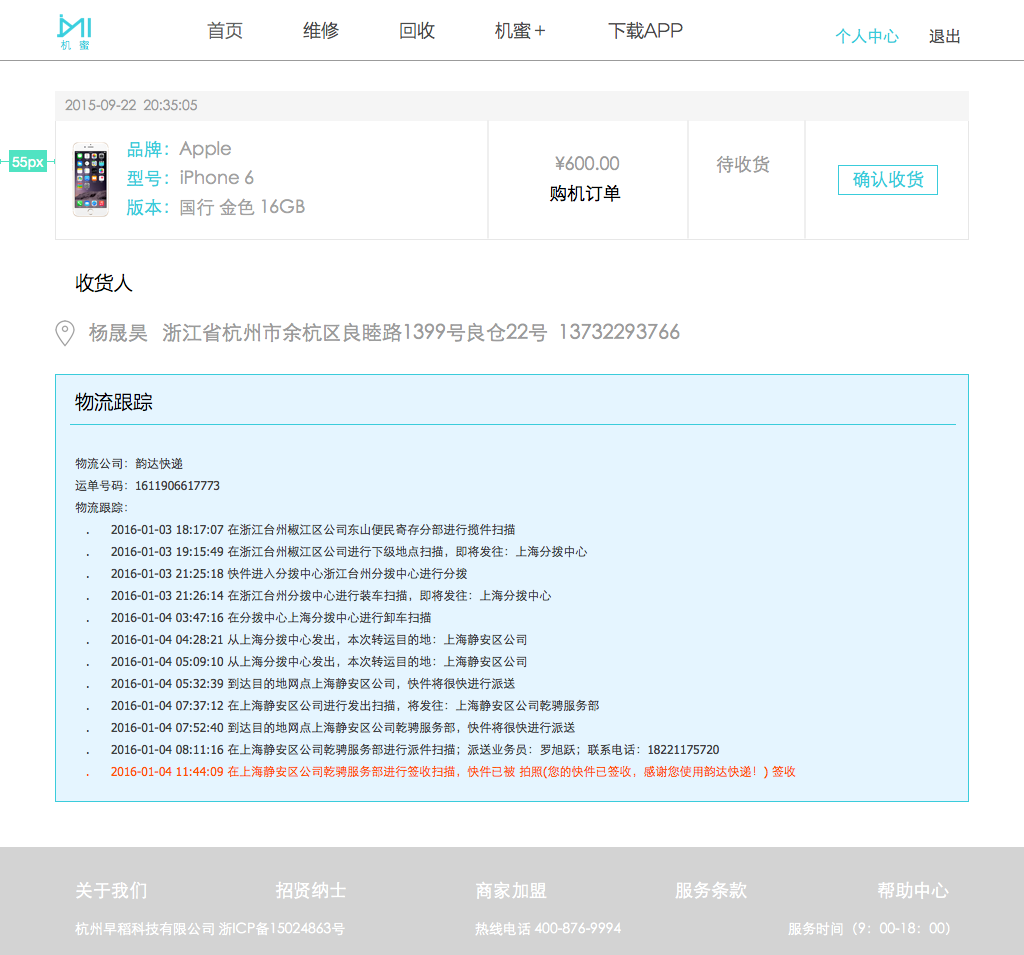 机蜜
首页 维修 回收 机蜜+ 下载APP 个人中心 退出
2015-09-22 20:35:05
55px
品牌：Apple
型号：iPhone 6
版本：国行 金色 16GB
¥600.00
购机订单
待收货
确认收货
收货人
杨晟昊 浙江省杭州市余杭区良睦路1399号良仓22号 13732293766
物流跟踪
物流公司：韵达快递
运单号码：1611906617773
物流跟踪：
. 2016-01-03 18:17:07 在浙江台州椒江区公司东山便民寄存分部进行揽件扫描
. 2016-01-03 19:15:49 在浙江台州椒江区公司进行下级地点扫描，即将发往：上海分拨中心
. 2016-01-03 21:25:18 快件进入分拨中心浙江台州分拨中心进行分拨
. 2016-01-03 21:26:14 在浙江台州分拨中心进行装车扫描，即将发往：上海分拨中心
. 2016-01-04 03:47:16 在分拨中心上海分拨中心进行卸车扫描
. 2016-01-04 04:28:21 从上海分拨中心发出，本次转运目的地：上海静安区公司
. 2016-01-04 05:09:10 从上海分拨中心发出，本次转运目的地：上海静安区公司
. 2016-01-04 05:32:39 到达目的地网点上海静安区公司，快件将很快进行派送
. 2016-01-04 07:37:12 在上海静安区公司进行发出扫描，将发往：上海静安区公司乾骋服务部
. 2016-01-04 07:52:40 到达目的地网点上海静安区公司乾骋服务部，快件将很快进行派送
. 2016-01-04 08:11:16 在上海静安区公司乾骋服务部进行派件扫描；派送业务员：罗旭跃；联系电话：18221175720
. 2016-01-04 11:44:09 在上海静安区公司乾骋服务部进行签收扫描，快件已被 拍照(您的快件已签收，感谢您使用韵达快递！) 签收
关于我们 招贤纳士 商家加盟 服务条款 帮助中心
杭州早稻科技有限公司 浙ICP备15024863号 热线电话 400-876-9994 服务时间（9：00-18：00）